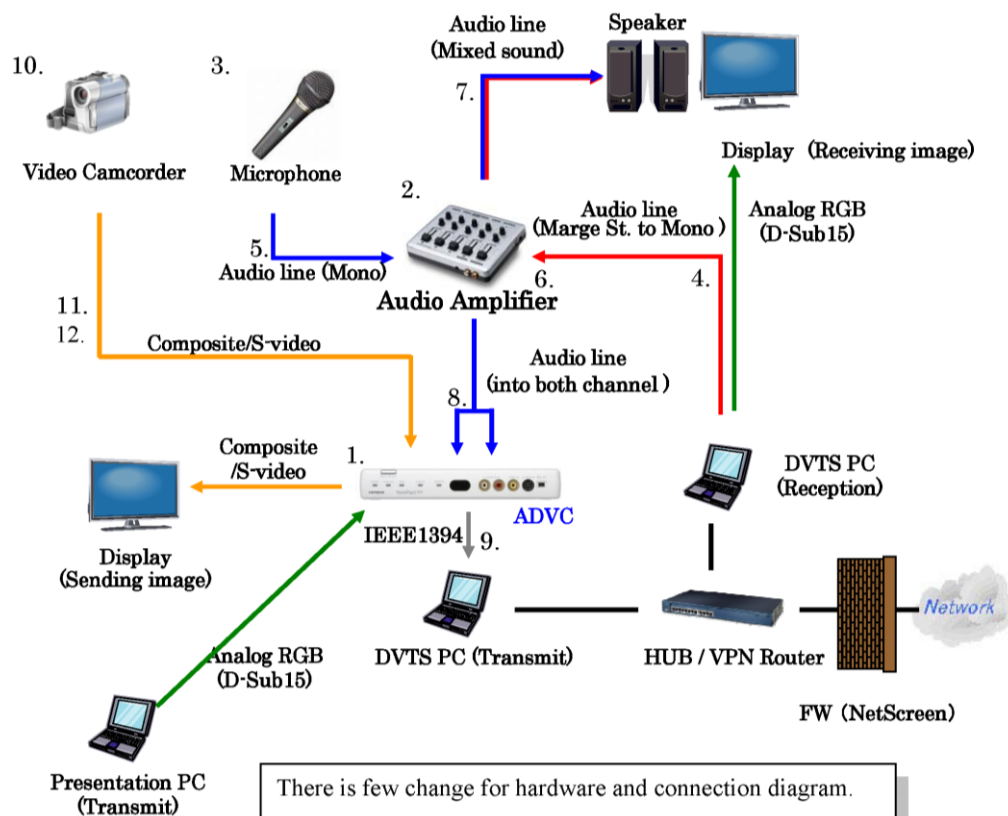 Audio line
(Mixed sound)
Speaker
10.
3.
7.
Video Camcorder
Microphone
Display (Receiving image)
2.
Audio line
(Marge St. to Mono )
Analog RGB
(D-Sub15)
5.
Audio line (Mono)
6.
4.
Audio Amplifier
11.
12.
Composite/S-video
Audio line
(into both channel )
8.
Composite
/S-video
1.
DVTS PC
(Reception)
ADVC
IEEE1394
9.
Display
(Sending image)
Network
Analog RGB
(D-Sub15)
DVTS PC (Transmit)
HUB / VPN Router
FW (NetScreen)
Presentation PC
(Transmit)
There is few change for hardware and connection diagram.